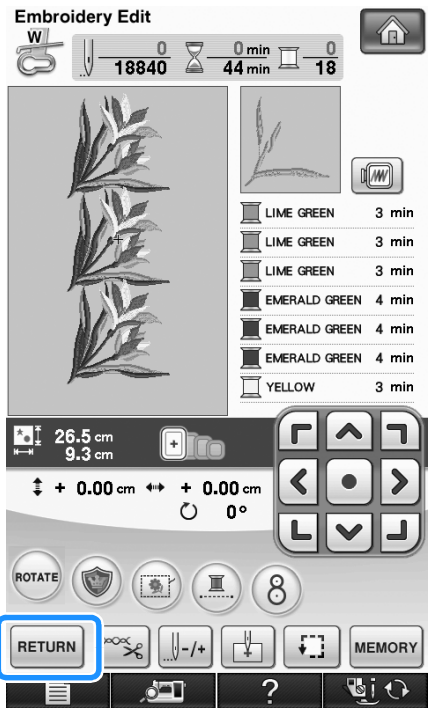 Embroidery Edit
W
0 0 min 0
18840 44 min 18
LIME GREEN 3 min
LIME GREEN 3 min
LIME GREEN 3 min
EMERALD GREEN 4 min
EMERALD GREEN 4 min
EMERALD GREEN 4 min
YELLOW 3 min
26.5 cm
9.3 cm
+ 0.00 cm + 0.00 cm
0°
ROTATE
8
RETURN -/+ MEMORY
?